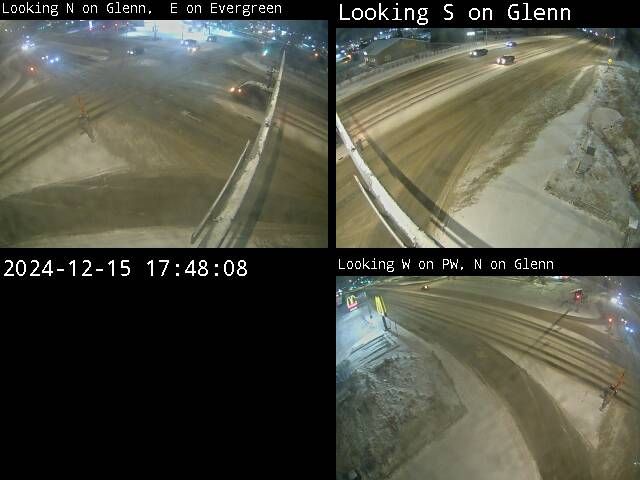 Looking N on Glenn, E on Evergreen
Looking S on Glenn
2024-12-15 17:48:08
Looking W on PW, N on Glenn